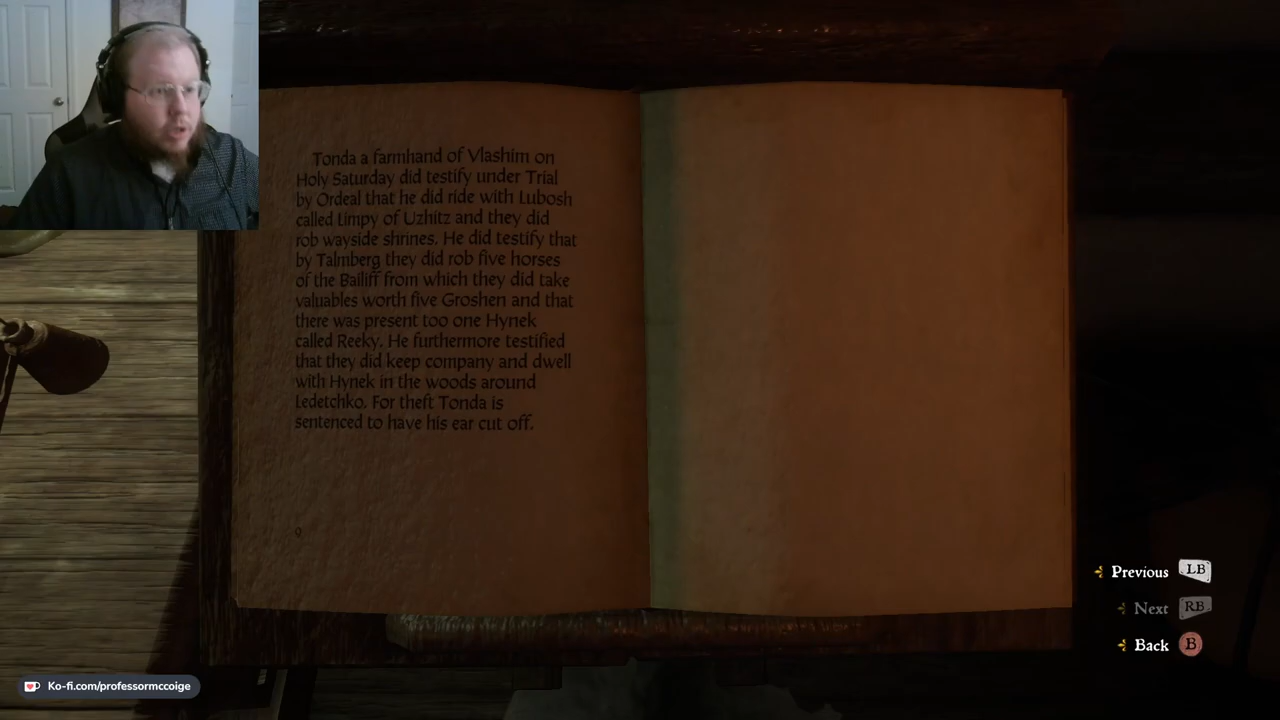 Tonda a farmhand of Vlashim on
Holy Saturday did testify under Trial
by Ordeal that he did ride with Lubosh
called Limpy of Uzhitz and they did
rob wayside shrines. He did testify that
by Talmberg they did rob five horses
of the Bailiff from which they did take
valuables worth five Groshen and that
there was present too one Hynek
called Reeky. He furthermore testified
that they did keep company and dwell
with Hynek in the woods around
Ledetchko. For theft Tonda is
sentenced to have his ear cut off.
9
Previous LB
Next RB
Back B
Ko-fi.com/professormccoige